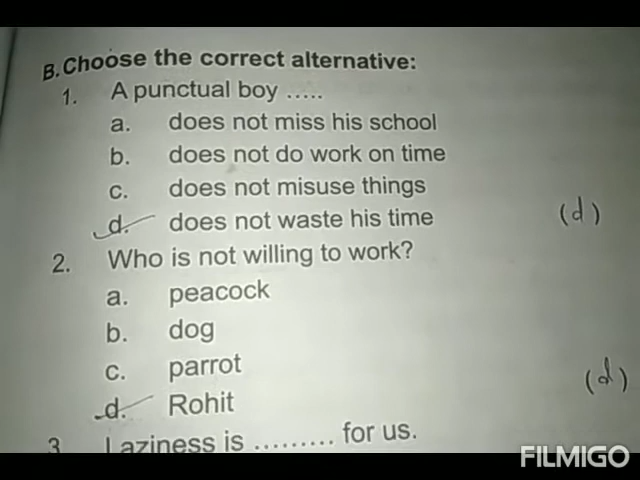 B. Choose the correct alternative:
1. A punctual boy .....
a. does not miss his school
b. does not do work on time
c. does not misuse things
d. does not waste his time (d)
2. Who is not willing to work?
a. peacock
b. dog
c. parrot
d. Rohit (d)
3. Laziness is ......... for us.
FILMIGO